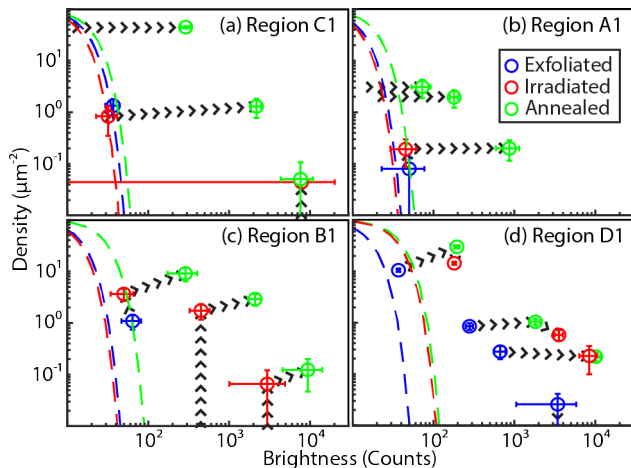 (a) Region C1
(b) Region A1
Exfoliated
Irradiated
Annealed
(c) Region B1
(d) Region D1
Density (μm⁻²)
10¹
10⁰
10⁻¹
10¹
10⁰
10⁻¹
10²
10³
10⁴
10²
10³
10⁴
Brightness (Counts)